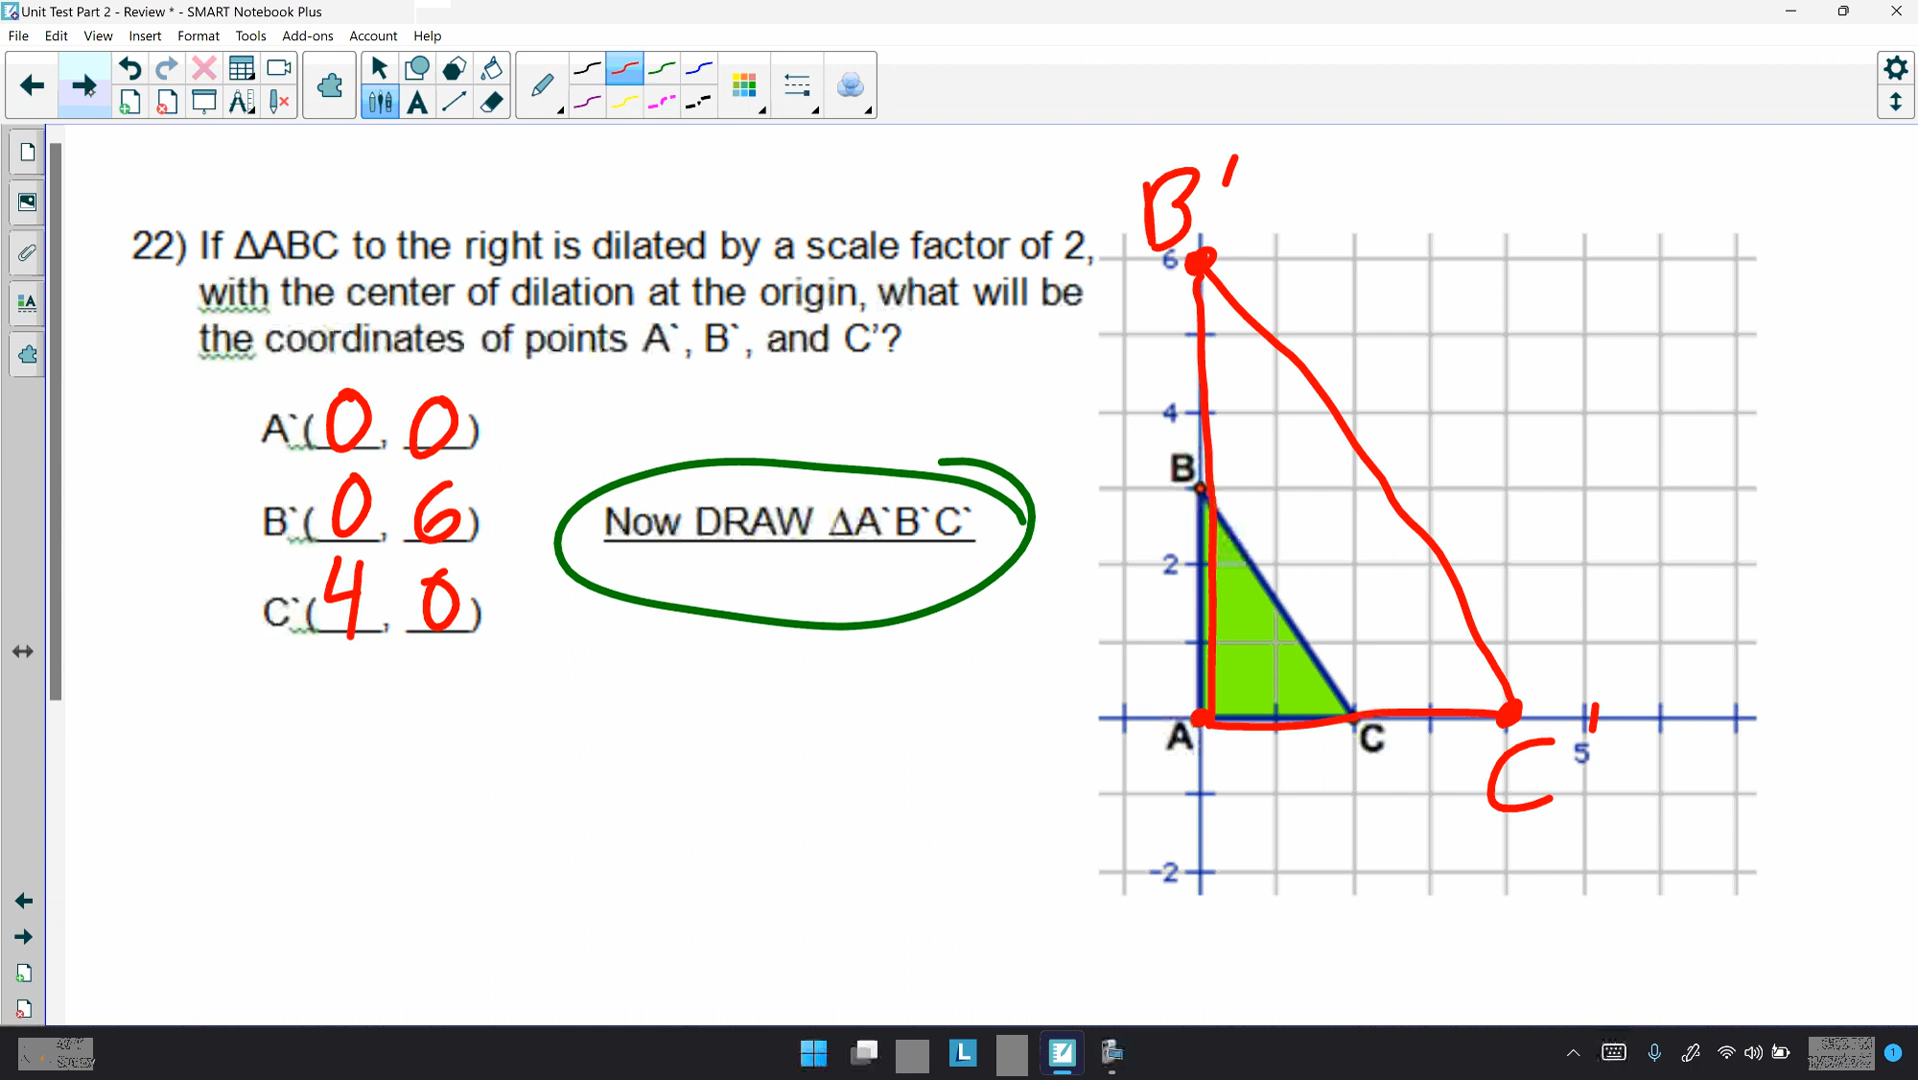 Unit Test Part 2 - Review * - SMART Notebook Plus
File Edit View Insert Format Tools Add-ons Account Help
B'
22) If ΔABC to the right is dilated by a scale factor of 2,
with the center of dilation at the origin, what will be
the coordinates of points A`, B`, and C’?
A`(0, 0)
B`(0, 6)
C`(4, 0)
Now DRAW ΔA`B`C`
6
4
B
2
A
C
5
C'
-2
L
1